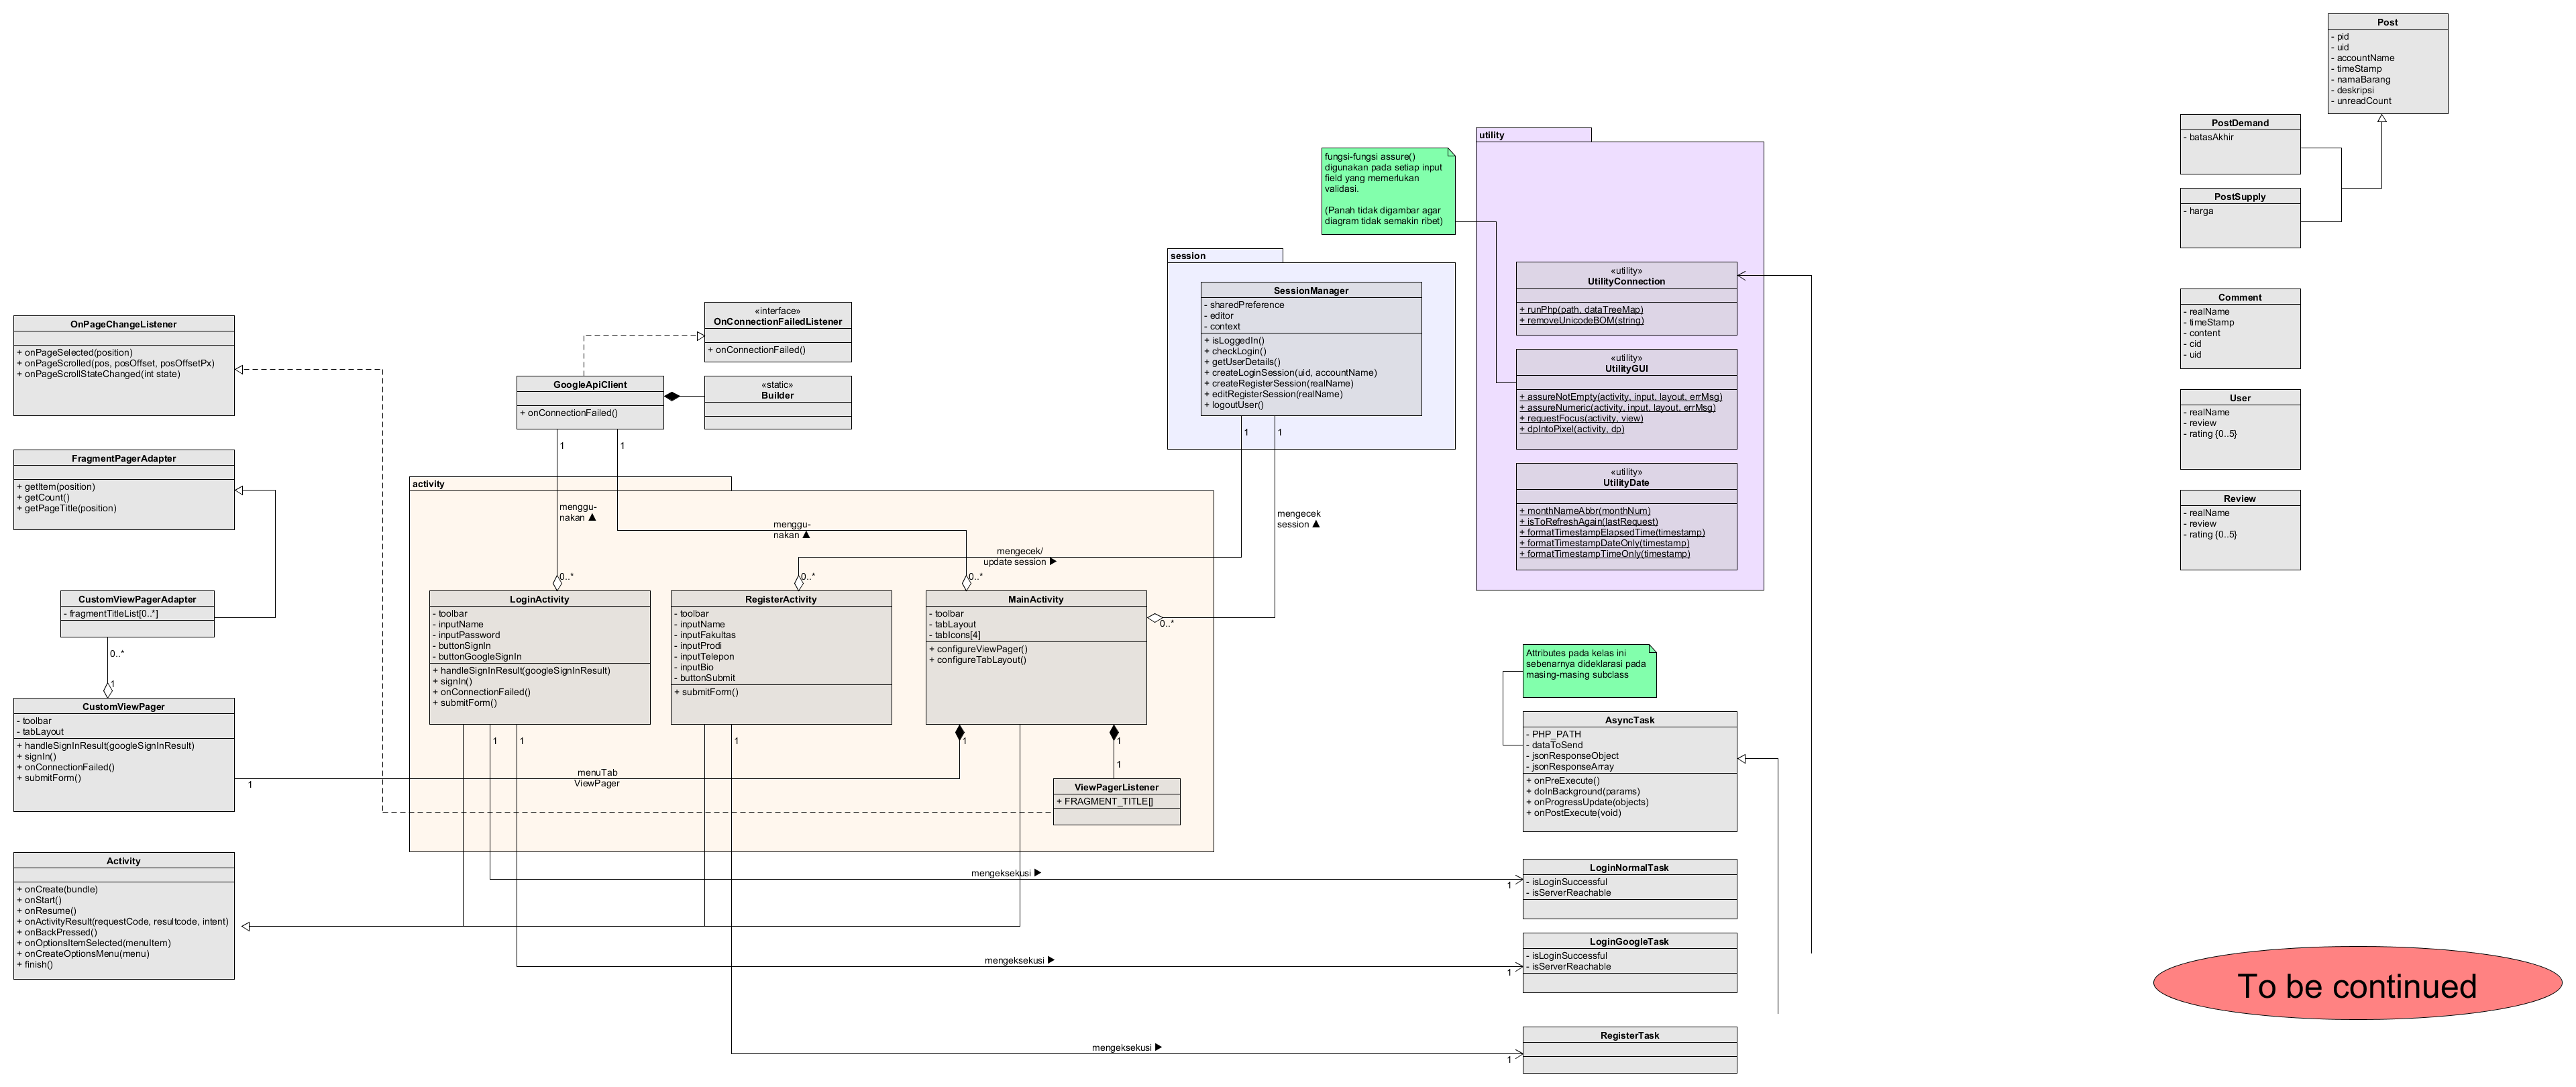 Post
- pid
- uid
- accountName
- timeStamp
- namaBarang
- deskripsi
- unreadCount
PostDemand
- batasAkhir
PostSupply
- harga
Comment
- realName
- timeStamp
- content
- cid
- uid
User
- realName
- review
- rating {0..5}
Review
- realName
- review
- rating {0..5}
utility
fungsi-fungsi assure()
digunakan pada setiap input
field yang memerlukan
validasi.
(Panah tidak digambar agar
diagram tidak semakin ribet)
«utility»
UtilityConnection
+ runPhp(path, dataTreeMap)
+ removeUnicodeBOM(string)
«utility»
UtilityGUI
+ assureNotEmpty(activity, input, layout, errMsg)
+ assureNumeric(activity, input, layout, errMsg)
+ requestFocus(activity, view)
+ dpIntoPixel(activity, dp)
«utility»
UtilityDate
+ monthNameAbbr(monthNum)
+ isToRefreshAgain(lastRequest)
+ formatTimestampElapsedTime(timestamp)
+ formatTimestampDateOnly(timestamp)
+ formatTimestampTimeOnly(timestamp)
session
SessionManager
- sharedPreference
- editor
- context
+ isLoggedIn()
+ checkLogin()
+ getUserDetails()
+ createLoginSession(uid, accountName)
+ createRegisterSession(realName)
+ editRegisterSession(realName)
+ logoutUser()
1
1
mengecek
session ▲
«interface»
OnConnectionFailedListener
+ onConnectionFailed()
GoogleApiClient
+ onConnectionFailed()
«static»
Builder
1
1
OnPageChangeListener
+ onPageSelected(position)
+ onPageScrolled(pos, posOffset, posOffsetPx)
+ onPageScrollStateChanged(int state)
FragmentPagerAdapter
+ getItem(position)
+ getCount()
+ getPageTitle(position)
CustomViewPagerAdapter
- fragmentTitleList[0..*]
0..*
1
CustomViewPager
- toolbar
- tabLayout
+ handleSignInResult(googleSignInResult)
+ signIn()
+ onConnectionFailed()
+ submitForm()
1
Activity
+ onCreate(bundle)
+ onStart()
+ onResume()
+ onActivityResult(requestCode, resultcode, intent)
+ onBackPressed()
+ onOptionsItemSelected(menuItem)
+ onCreateOptionsMenu(menu)
+ finish()
activity
menggu-
nakan ▲
menggu-
nakan ▲
mengecek/
update session ▶
0..*
0..*
0..*
0..*
LoginActivity
- toolbar
- inputName
- inputPassword
- buttonSignIn
- buttonGoogleSignIn
+ handleSignInResult(googleSignInResult)
+ signIn()
+ onConnectionFailed()
+ submitForm()
RegisterActivity
- toolbar
- inputName
- inputFakultas
- inputProdi
- inputTelepon
- inputBio
- buttonSubmit
+ submitForm()
MainActivity
- toolbar
- tabLayout
- tabIcons[4]
+ configureViewPager()
+ configureTabLayout()
1
1
1
1
1
1
menuTab
ViewPager
ViewPagerListener
+ FRAGMENT_TITLE[]
Attributes pada kelas ini
sebenarnya dideklarasi pada
masing-masing subclass
AsyncTask
- PHP_PATH
- dataToSend
- jsonResponseObject
- jsonResponseArray
+ onPreExecute()
+ doInBackground(params)
+ onProgressUpdate(objects)
+ onPostExecute(void)
mengeksekusi ▶
1
LoginNormalTask
- isLoginSuccessful
- isServerReachable
mengeksekusi ▶
1
LoginGoogleTask
- isLoginSuccessful
- isServerReachable
mengeksekusi ▶
1
RegisterTask
To be continued